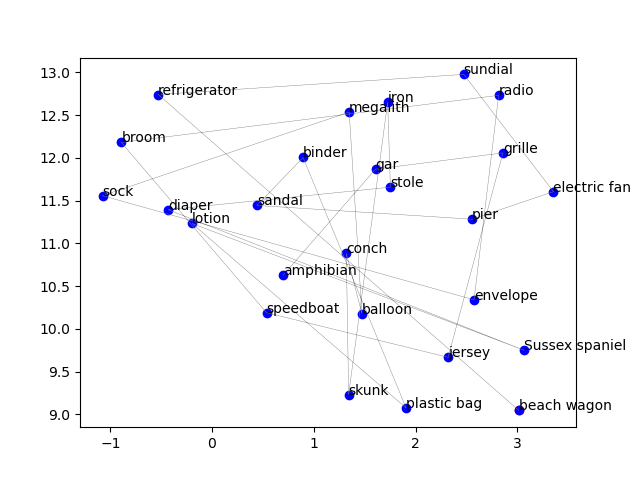 13.0
12.5
12.0
11.5
11.0
10.5
10.0
9.5
9.0
−1
0
1
2
3
sundial
refrigerator
radio
iron
megalith
broom
grille
binder
gar
stole
electric fan
sock
diaper
sandal
lotion
pier
conch
amphibian
envelope
speedboat
balloon
jersey
Sussex spaniel
skunk
plastic bag
beach wagon